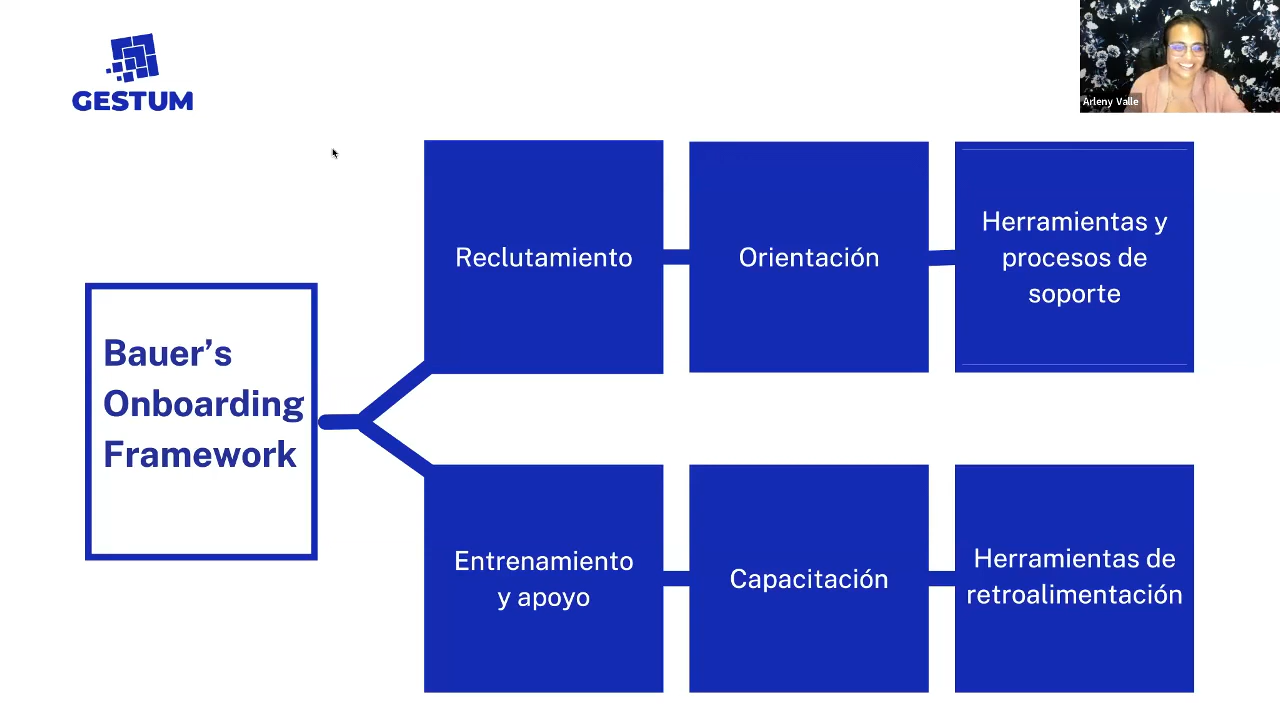 GESTUM
Arleny Valle
Bauer’s
Onboarding
Framework
Reclutamiento
Orientación
Herramientas y
procesos de
soporte
Entrenamiento
y apoyo
Capacitación
Herramientas de
retroalimentación